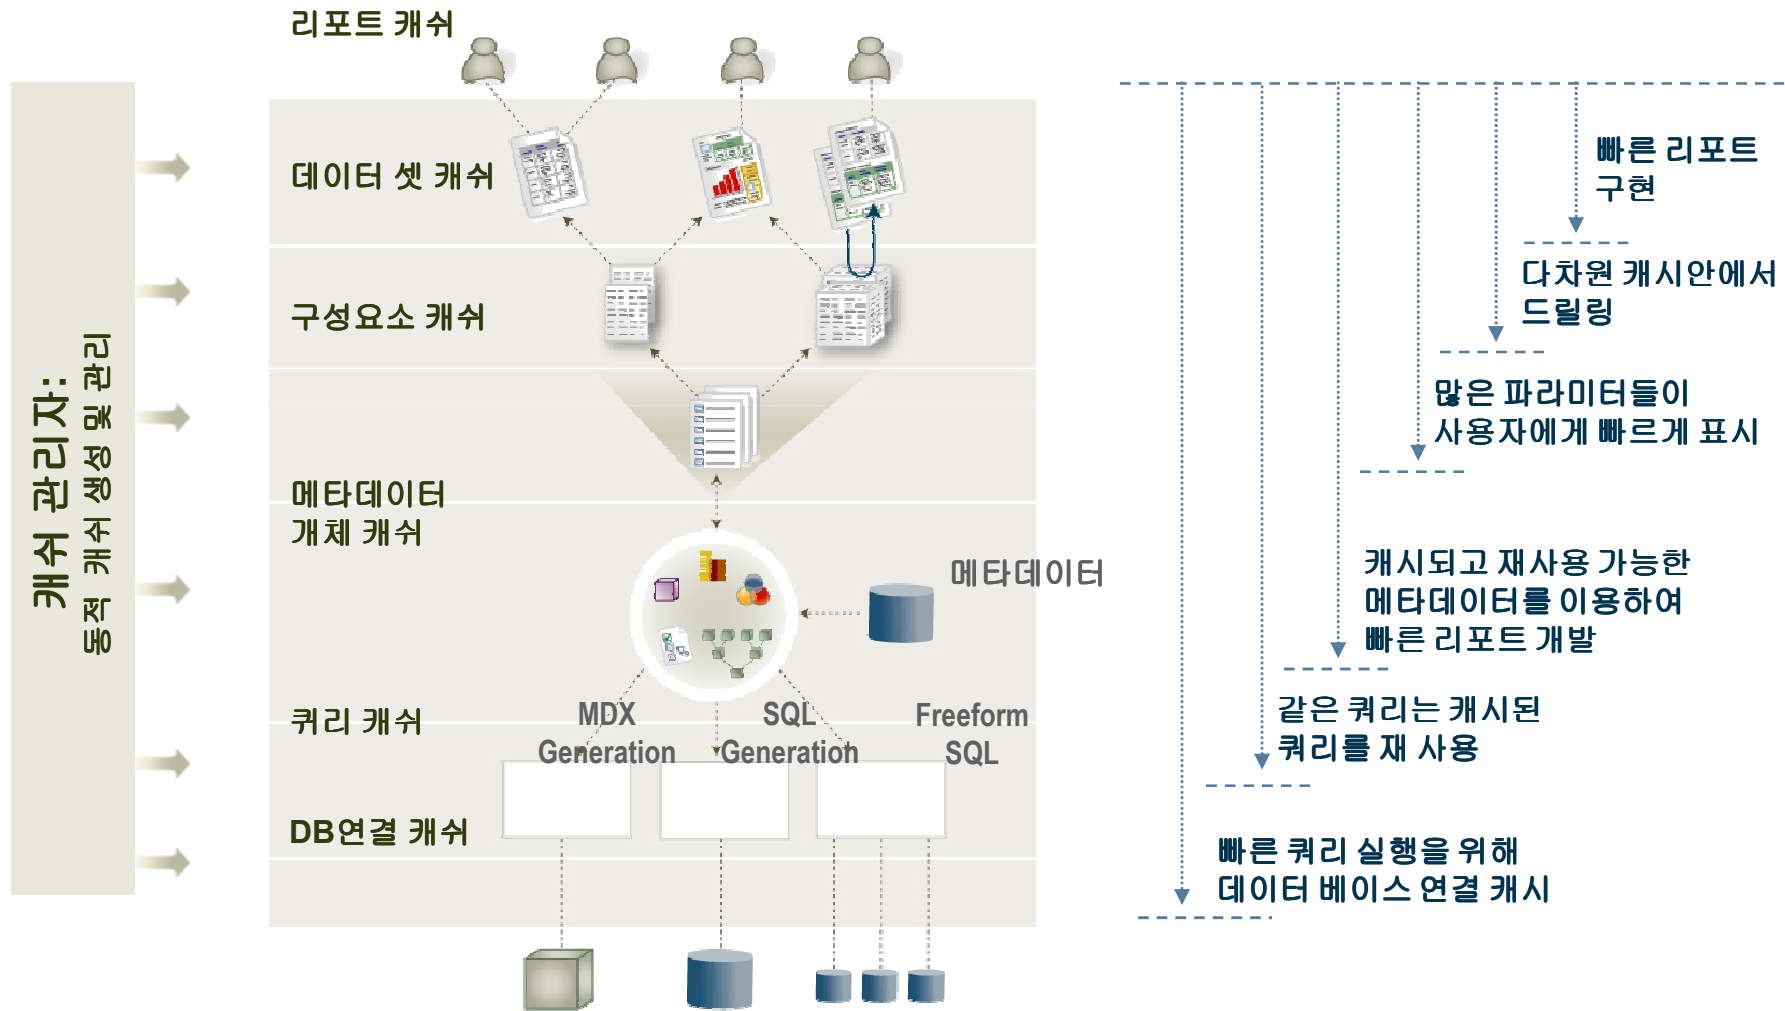 캐쉬 관리자:
동적 캐쉬 생성 및 관리
리포트 캐쉬
데이터 셋 캐쉬
구성요소 캐쉬
메타데이터
개체 캐쉬
쿼리 캐쉬
DB연결 캐쉬
메타데이터
MDX
Generation
SQL
Generation
Freeform
SQL
빠른 리포트
구현
다차원 캐시안에서
드릴링
많은 파라미터들이
사용자에게 빠르게 표시
캐시되고 재사용 가능한
메타데이터를 이용하여
빠른 리포트 개발
같은 쿼리는 캐시된
쿼리를 재 사용
빠른 쿼리 실행을 위해
데이터 베이스 연결 캐시